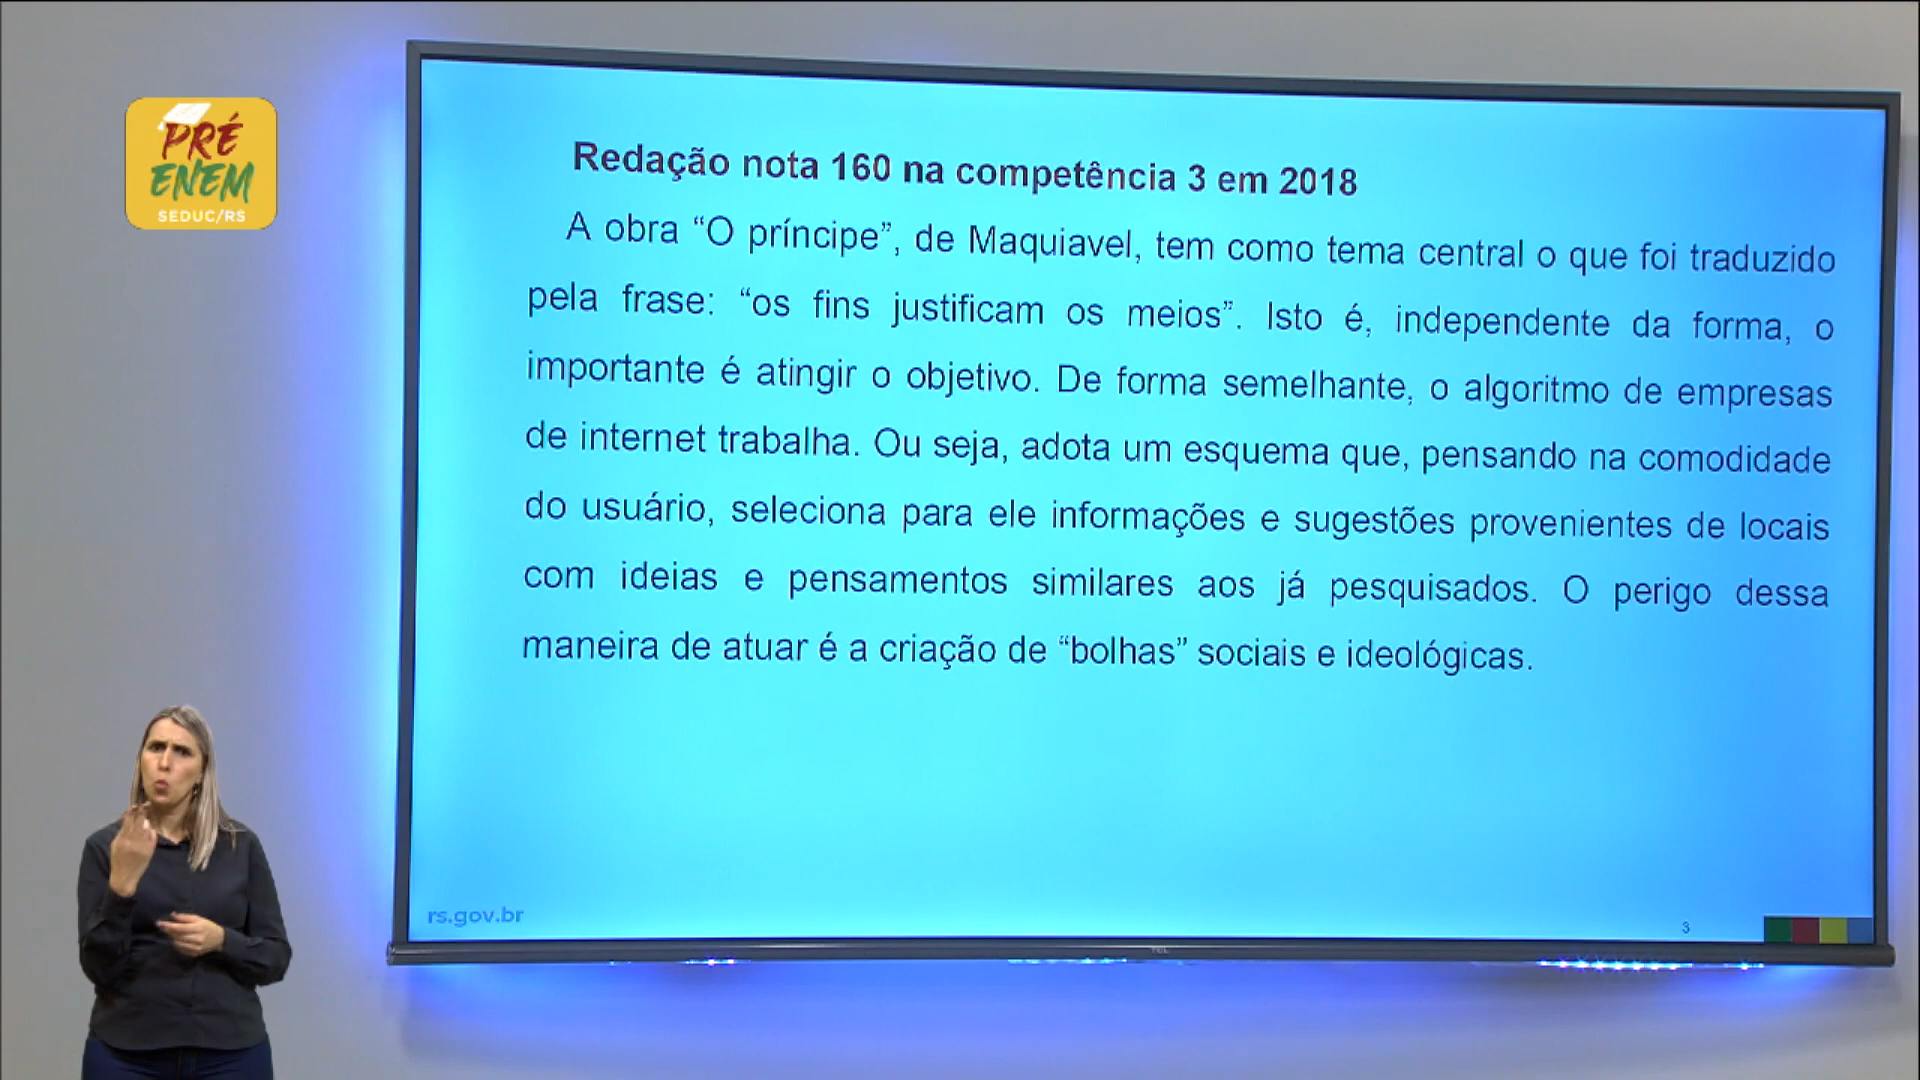 PRÉ
ENEM
SEDUC/RS
Redação nota 160 na competência 3 em 2018
A obra “O príncipe”, de Maquiavel, tem como tema central o que foi traduzido
pela frase: “os fins justificam os meios”. Isto é, independente da forma, o
importante é atingir o objetivo. De forma semelhante, o algoritmo de empresas
de internet trabalha. Ou seja, adota um esquema que, pensando na comodidade
do usuário, seleciona para ele informações e sugestões provenientes de locais
com ideias e pensamentos similares aos já pesquisados. O perigo dessa
maneira de atuar é a criação de “bolhas” sociais e ideológicas.
rs.gov.br
3
TCL